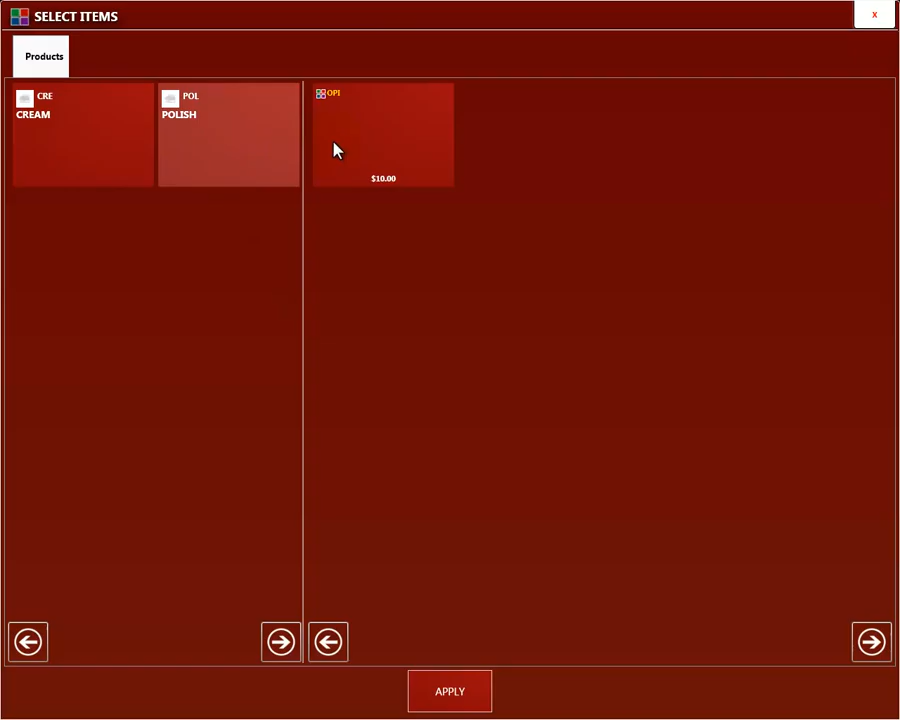 SELECT ITEMS
x
Products
CRE
CREAM
POL
POLISH
OPI
$10.00
APPLY